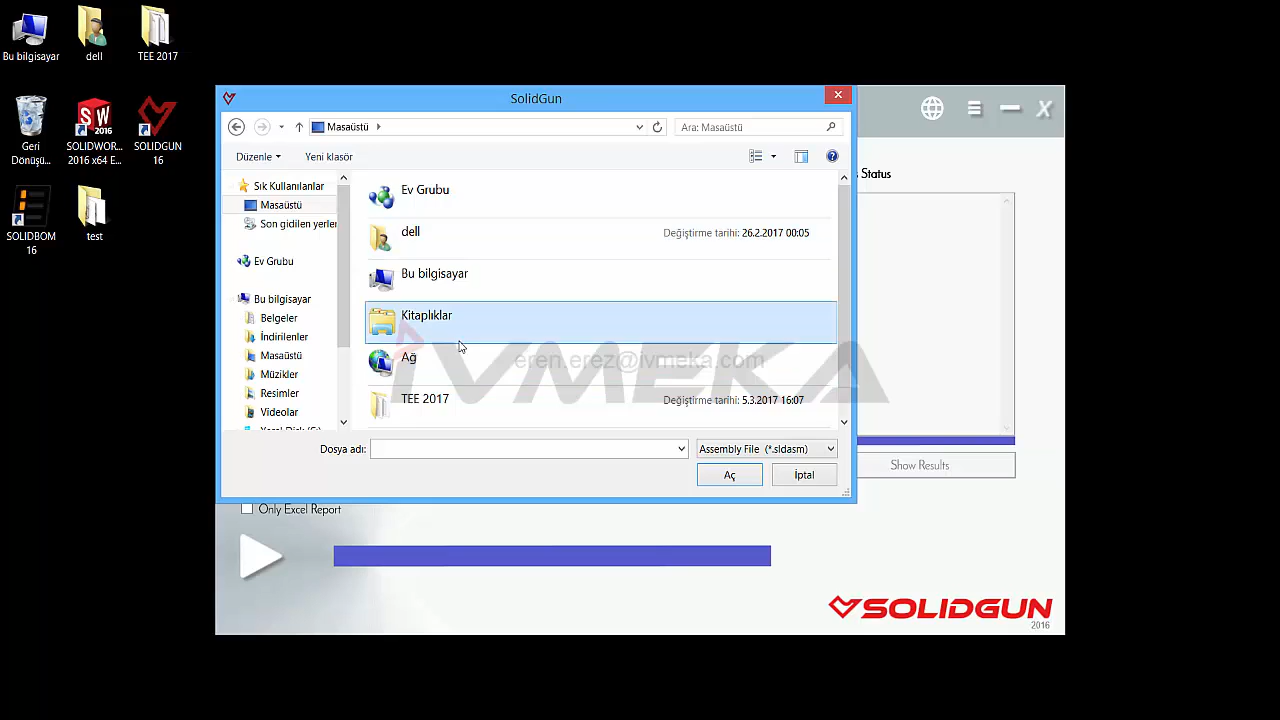 Bu bilgisayar
dell
TEE 2017
Geri
Dönüşü...
SOLIDWOR...
2016 x64 E...
SOLIDGUN
16
SOLIDBOM
16
test
SolidGun
Masaüstü
Ara: Masaüstü
Düzenle
Yeni klasör
Sık Kullanılanlar
Masaüstü
Son gidilen yerler
Ev Grubu
Bu bilgisayar
Belgeler
İndirilenler
Masaüstü
Müzikler
Resimler
Videolar
Ev Grubu
dell
Değiştirme tarihi: 26.2.2017 00:05
Bu bilgisayar
Kitaplıklar
Ağ
TEE 2017
Değiştirme tarihi: 5.3.2017 16:07
IVMEKA
eren.erez@ivmeka.com
Dosya adı:
Assembly File (*.sldasm)
Aç
İptal
Status
Show Results
Only Excel Report
SOLIDGUN
2016